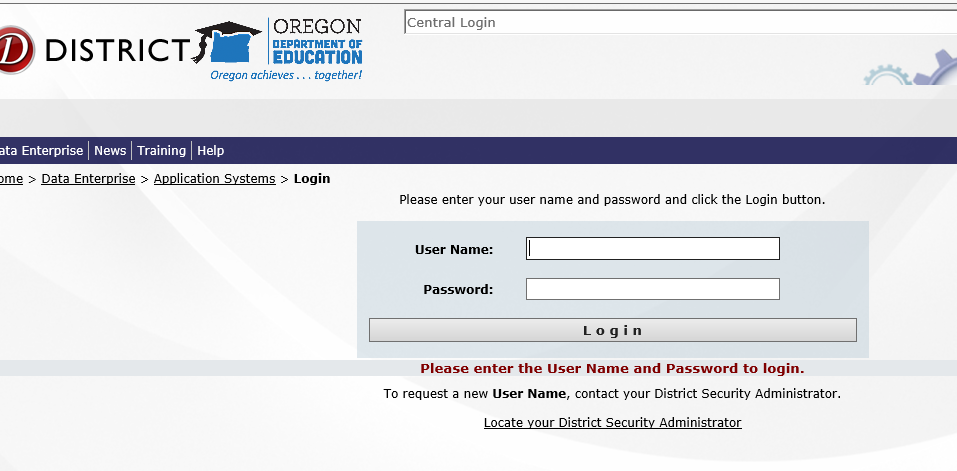 Central Login
D DISTRICT
OREGON
DEPARTMENT OF
EDUCATION
Oregon achieves . . . together!
ata Enterprise News Training Help
ome > Data Enterprise > Application Systems > Login
Please enter your user name and password and click the Login button.
User Name:
Password:
Login
Please enter the User Name and Password to login.
To request a new User Name, contact your District Security Administrator.
Locate your District Security Administrator